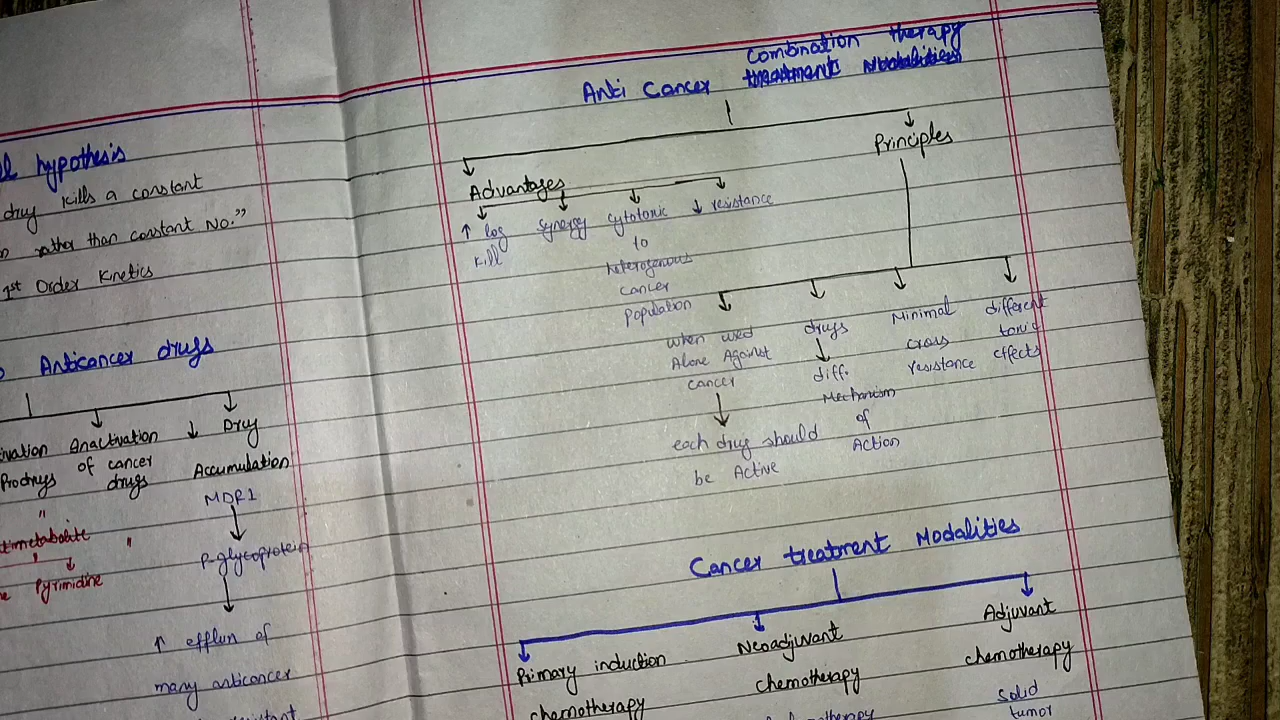 hypothesis
drug kills a constant
rather than constant No."
1st Order Kinetics
Anticancer drugs
Anactivation
of cancer
drugs
↓ Drug
Accumulation
MDR1
P-glycoprotein
↑ efflun of
many anticancer
Pyrimidine
Combination therapy
Anti Cancer treatment Modalities
Advantages
↑ log
Kill
synergy
cytotoxic
to
heterogenous
cancer
population
↓ resistance
Principles
when used
Alone Against
cancer
each drug should
be Active
drugs
diff.
Mechanism
of
Action
Minimal
cross
resistance
different
toxic
effects
Cancer treatment Modalities
Primary induction
chemotherapy
Neoadjuvant
chemotherapy
Adjuvant
chemotherapy
solid
tumor